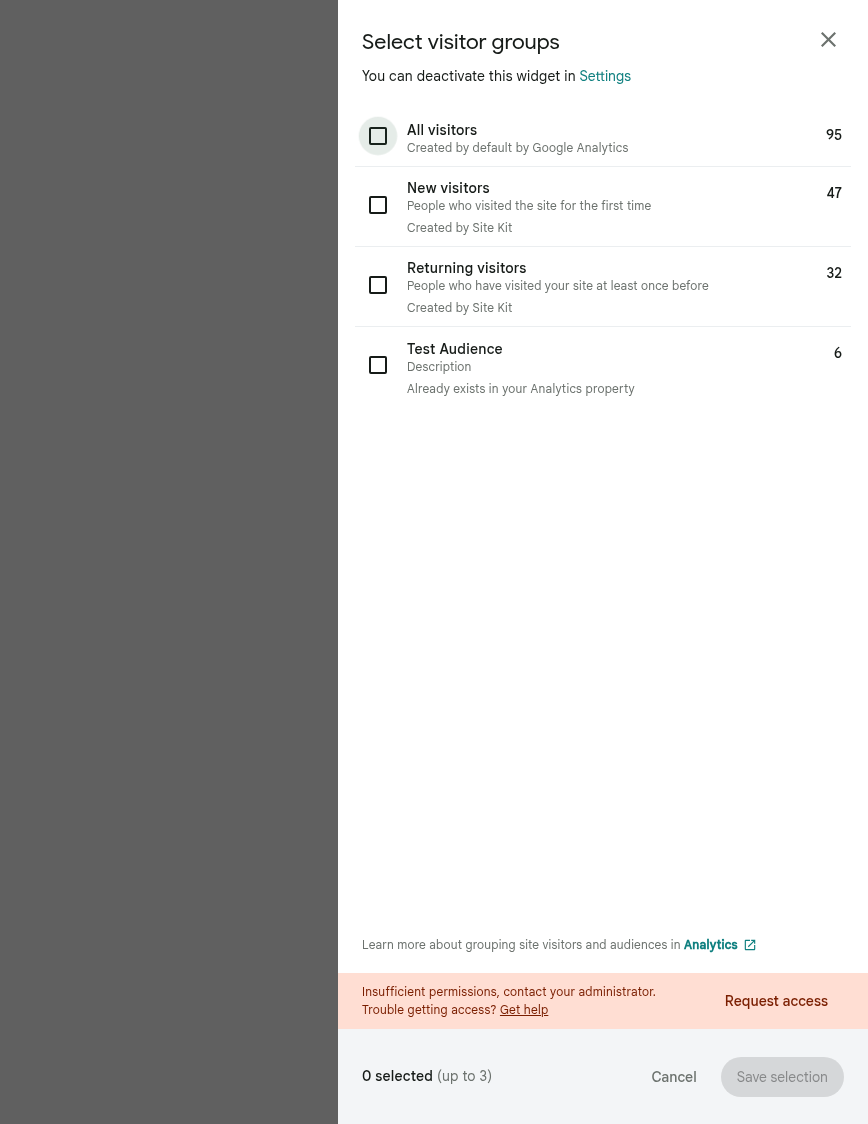 Select visitor groups
You can deactivate this widget in Settings
All visitors
95
Created by default by Google Analytics
New visitors
47
People who visited the site for the first time
Created by Site Kit
Returning visitors
32
People who have visited your site at least once before
Created by Site Kit
Test Audience
6
Description
Already exists in your Analytics property
Learn more about grouping site visitors and audiences in Analytics
Insufficient permissions, contact your administrator.
Trouble getting access? Get help
Request access
0 selected (up to 3)
Cancel
Save selection